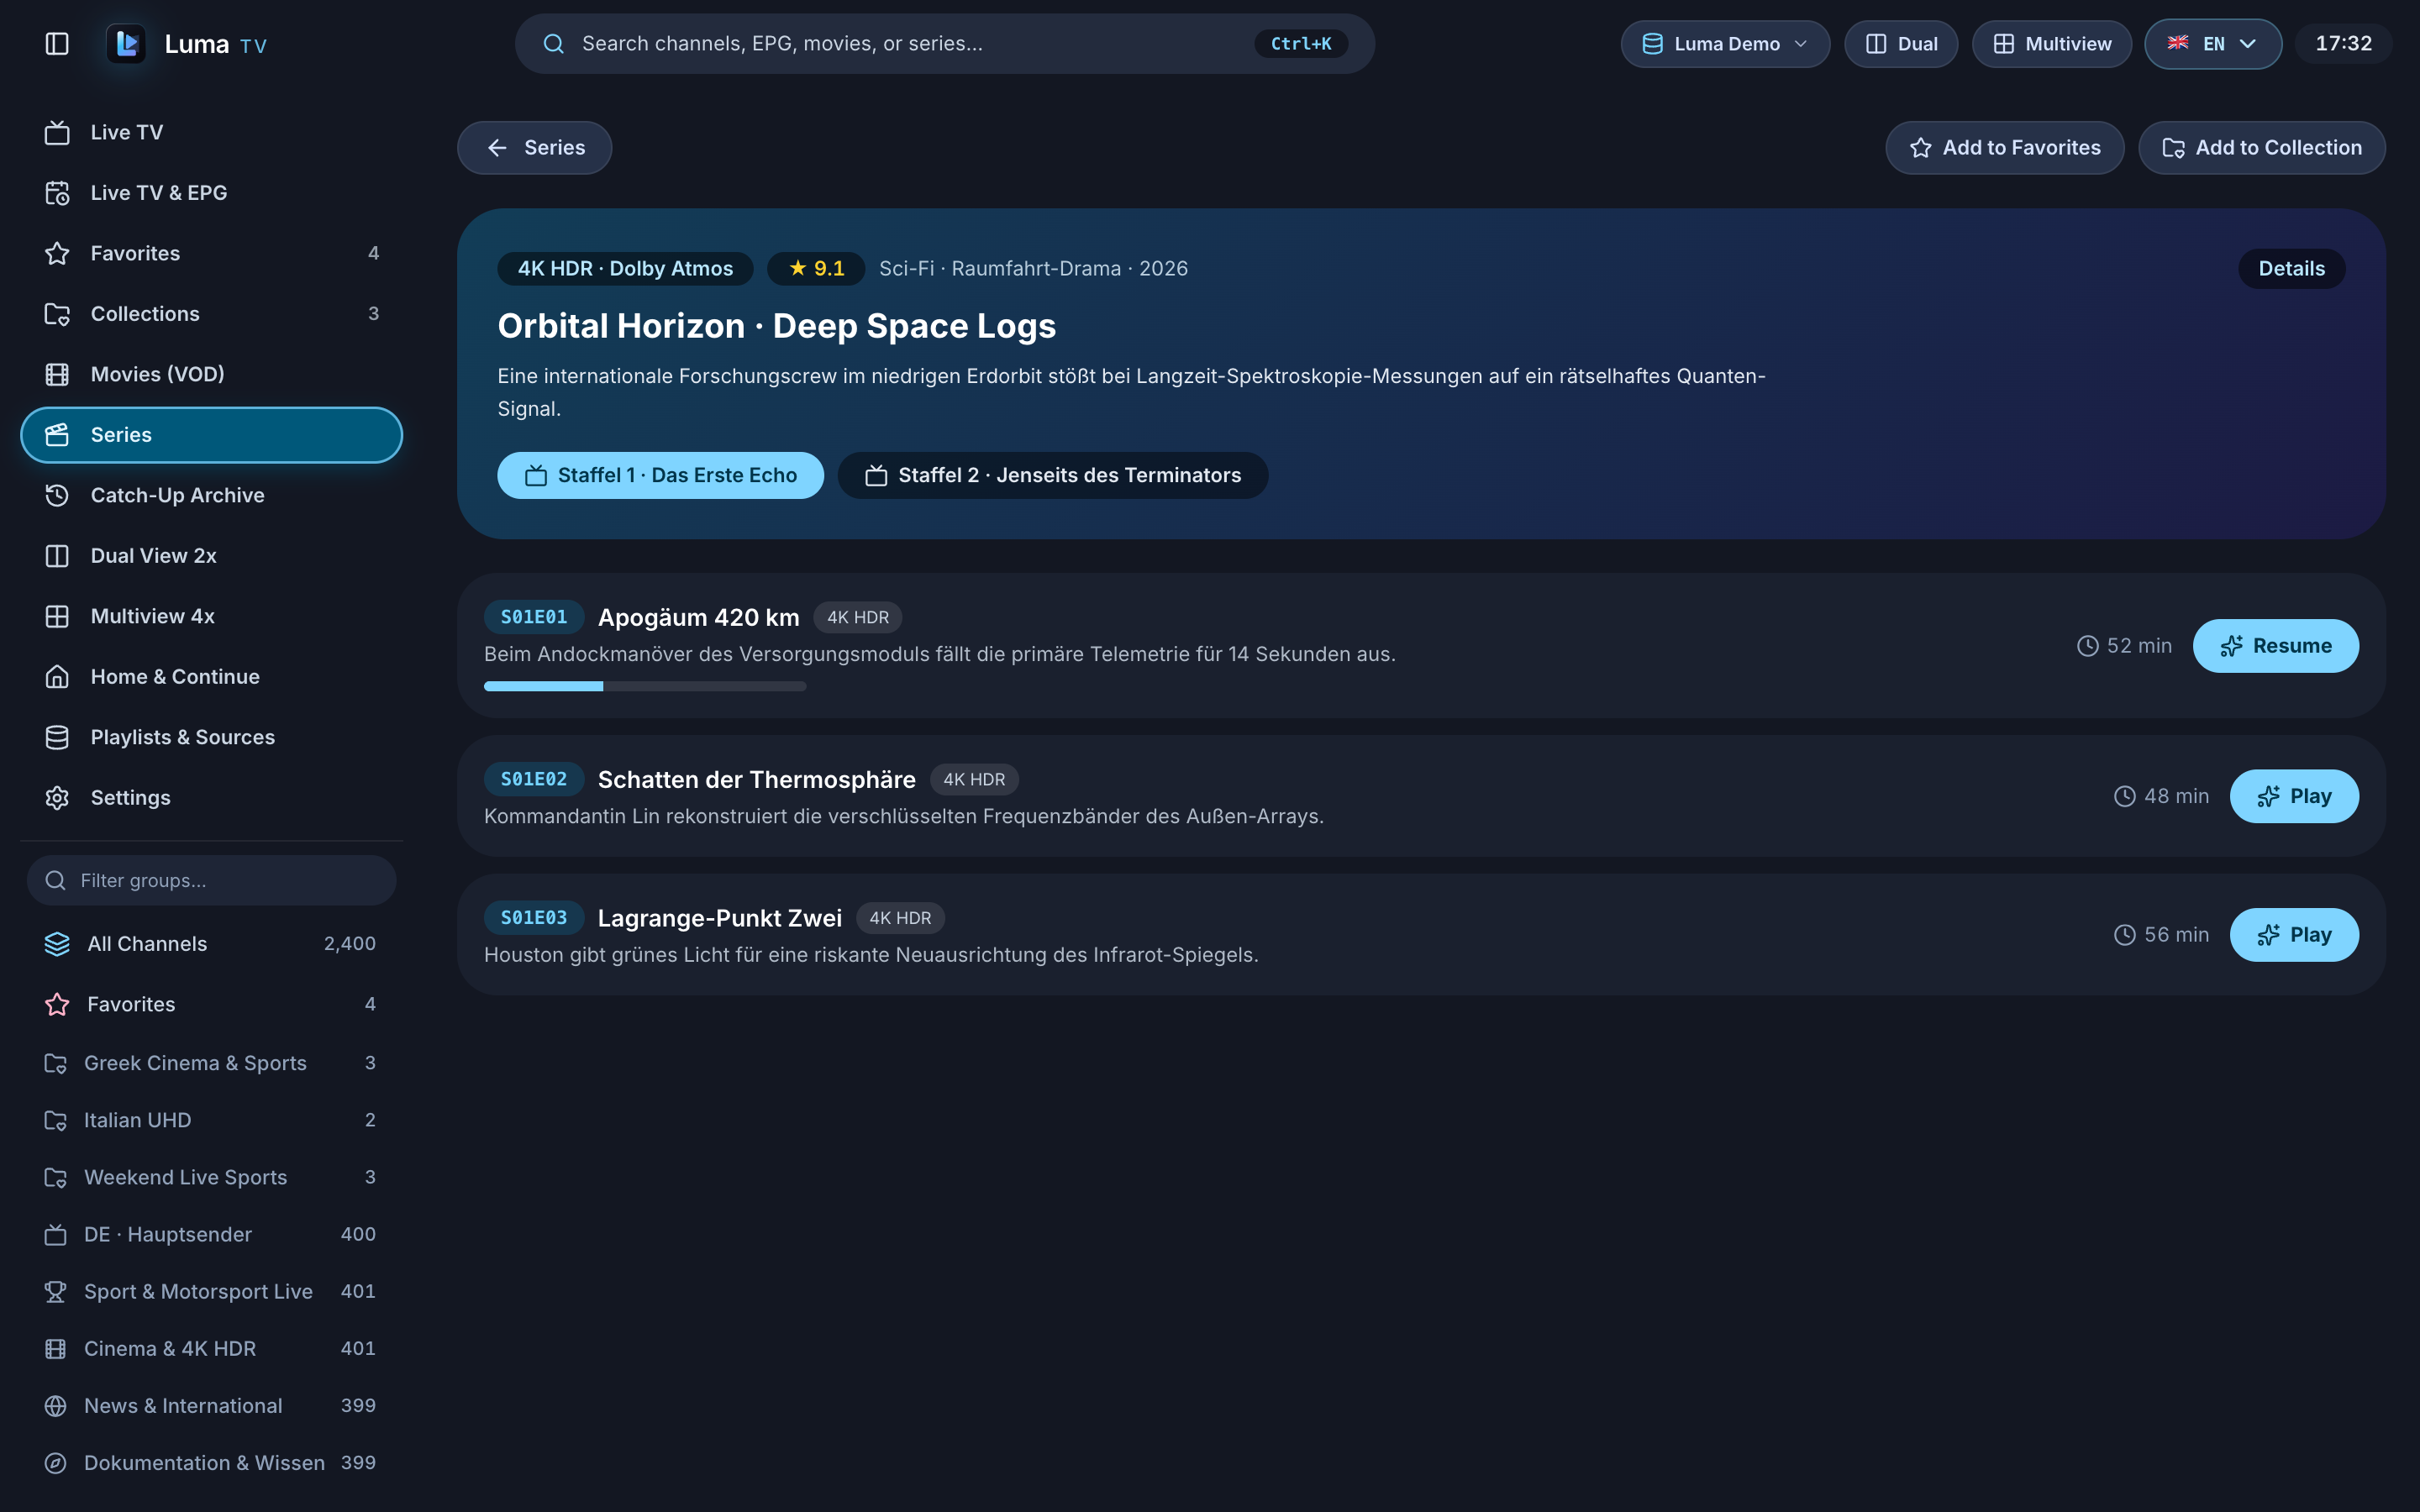 Luma TV
Search channels, EPG, movies, or series...
Ctrl+K
Luma Demo
Dual
Multiview
EN
17:32
Live TV
Live TV & EPG
Favorites 4
Collections 3
Movies (VOD)
Series
Catch-Up Archive
Dual View 2x
Multiview 4x
Home & Continue
Playlists & Sources
Settings
Filter groups...
All Channels 2,400
Favorites 4
Greek Cinema & Sports 3
Italian UHD 2
Weekend Live Sports 3
DE · Hauptsender 400
Sport & Motorsport Live 401
Cinema & 4K HDR 401
News & International 399
Dokumentation & Wissen 399
Series
Add to Favorites
Add to Collection
4K HDR · Dolby Atmos ★ 9.1 Sci-Fi · Raumfahrt-Drama · 2026
Details
Orbital Horizon · Deep Space Logs
Eine internationale Forschungscrew im niedrigen Erdorbit stößt bei Langzeit-Spektroskopie-Messungen auf ein rätselhaftes Quanten-
Signal.
Staffel 1 · Das Erste Echo
Staffel 2 · Jenseits des Terminators
S01E01 Apogäum 420 km 4K HDR
Beim Andockmanöver des Versorgungsmoduls fällt die primäre Telemetrie für 14 Sekunden aus.
52 min
Resume
S01E02 Schatten der Thermosphäre 4K HDR
Kommandantin Lin rekonstruiert die verschlüsselten Frequenzbänder des Außen-Arrays.
48 min
Play
S01E03 Lagrange-Punkt Zwei 4K HDR
Houston gibt grünes Licht für eine riskante Neuausrichtung des Infrarot-Spiegels.
56 min
Play